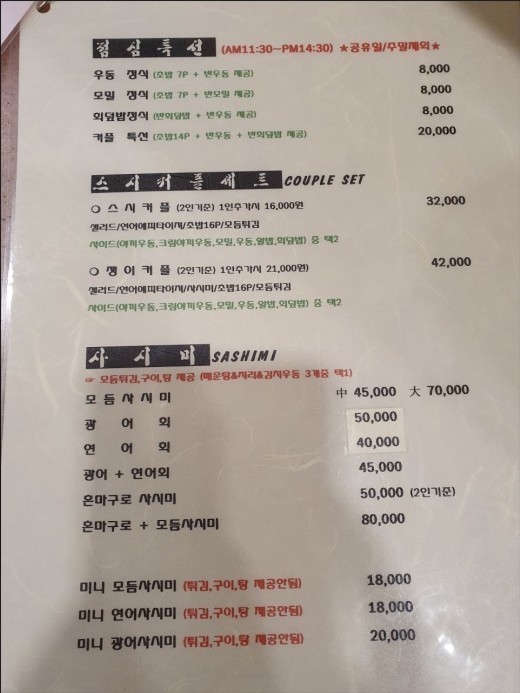 점심특선 (AM11:30-PM14:30) ★공유일/주말제외★
우동 정식 (초밥 7P + 반우동 제공) 8,000
모밀 정식 (초밥 7P + 반모밀 제공) 8,000
회덮밥정식 (반회덮밥 + 반우동 제공) 8,000
커플 특선 (초밥14P + 반우동 + 반회덮밥 제공) 20,000
스시커플세트 COUPLE SET
○ 스시커플 (2인기준) 1인추가시 16,000원 32,000
샐러드/연어애피타이저/초밥16P/모듬튀김
사이드(야끼우동,크림야끼우동,모밀,우동,알밥,회덮밥) 중 택2
○ 쟁이커플 (2인기준) 1인추가시 21,000원) 42,000
샐러드/연어애피타이저/사시미/초밥16P/모듬튀김
사이드(야끼우동,크림야끼우동,모밀,우동,알밥,회덮밥) 중 택2
사시미 SASHIMI
☞ 모듬튀김,구이,탕 제공 (매운탕&지리&김치우동 3개중 택1)
모듬사시미 中 45,000 大 70,000
광어회 50,000
연어회 40,000
광어 + 연어회 45,000
혼마구로 사시미 50,000 (2인기준)
혼마구로 + 모듬사시미 80,000
미니 모듬사시미 (튀김,구이,탕 제공안됨) 18,000
미니 연어사시미 (튀김,구이,탕 제공안됨) 18,000
미니 광어사시미 (튀김,구이,탕 제공안됨) 20,000